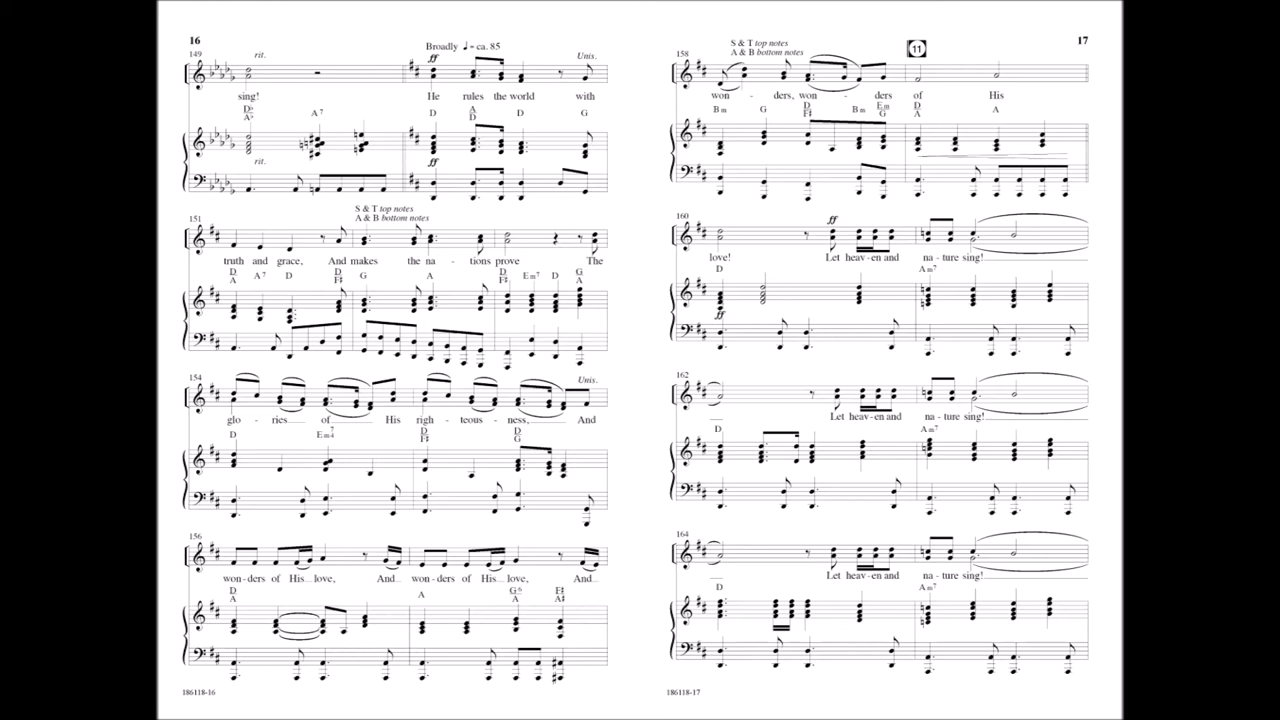 16
149
rit.
Broadly ♩ = ca. 85
ff
Unis.
sing!
He rules the world with
D♭
A♭
A7
D
A
D
D
G
rit.
ff
S & T top notes
A & B bottom notes
151
truth and grace, And makes the na - tions prove The
D
A
A7
D
D
F♯
G
A
D
F♯
Em7
D
G
A
154
Unis.
glo - ries of His righ - teous - ness, And
D
Em4
7
D
F♯
D
G
156
won - ders of His love, And won - ders of His love, And
D
A
A
G6
A
F♯
A♯
186118-16
17
S & T top notes
A & B bottom notes
11
158
won - ders, won - ders of His
Bm
G
D
F♯
Bm
Em
G
D
A
A
160
ff
love! Let heav - en and na - ture sing!
D
Am7
ff
162
Let heav - en and na - ture sing!
D
Am7
164
Let heav - en and na - ture sing!
D
Am7
186118-17